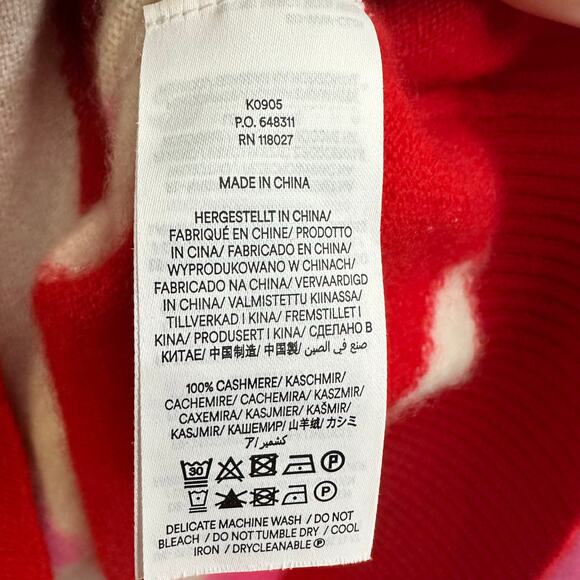 K0905
P.O. 648311
RN 118027
MADE IN CHINA
HERGESTELLT IN CHINA/
FABRIQUÉ EN CHINE/ PRODOTTO
IN CINA/ FABRICADO EN CHINA/
WYPRODUKOWANO W CHINACH/
FABRICADO NA CHINA/ VERVAARDIGD
IN CHINA/ VALMISTETTU KIINASSA/
TILLVERKAD I KINA/ FREMSTILLET I
KINA/ PRODUSERT I KINA/ СДЕЛАНО В
КИТАЕ/ 中国制造/ 中国製/ صنع في الصين/
100% CASHMERE/ KASCHMIR/
CACHEMIRE/ CACHEMIRA/ KASZMIR/
CAXEMIRA/ KASJMIER/ KAŠMIR/
KASJMIR/ КАШЕМИР/ 山羊绒/ カシミ
ア/ كشمير/
30 P
P
DELICATE MACHINE WASH / DO NOT
BLEACH / DO NOT TUMBLE DRY / COOL
IRON / DRYCLEANABLE Ⓟ